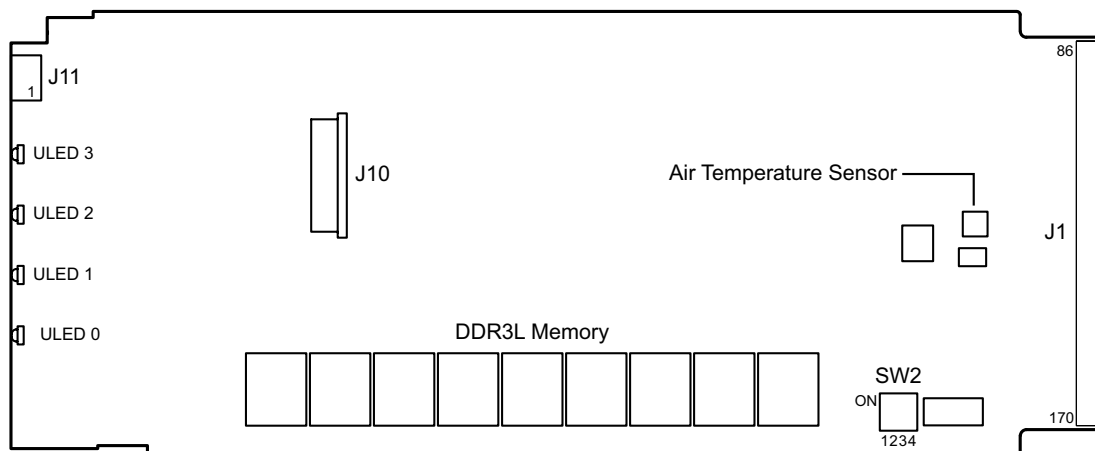 86
J11
1
ULED 3
J10
Air Temperature Sensor
ULED 2
J1
ULED 1
ULED 0
DDR3L Memory
SW2
ON
170
1234